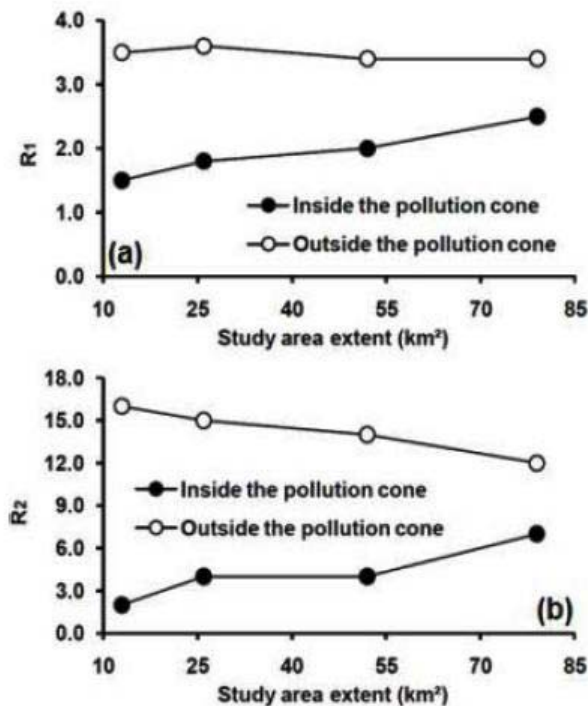 4.0
3.0
R1
2.0
Inside the pollution cone
1.0
Outside the pollution cone
(a)
0.0
10 25 40 55 70 85
Study area extent (km²)
18.0
15.0
12.0
Inside the pollution cone
R2
9.0
Outside the pollution cone
6.0
3.0
(b)
0.0
10 25 40 55 70 85
Study area extent (km²)